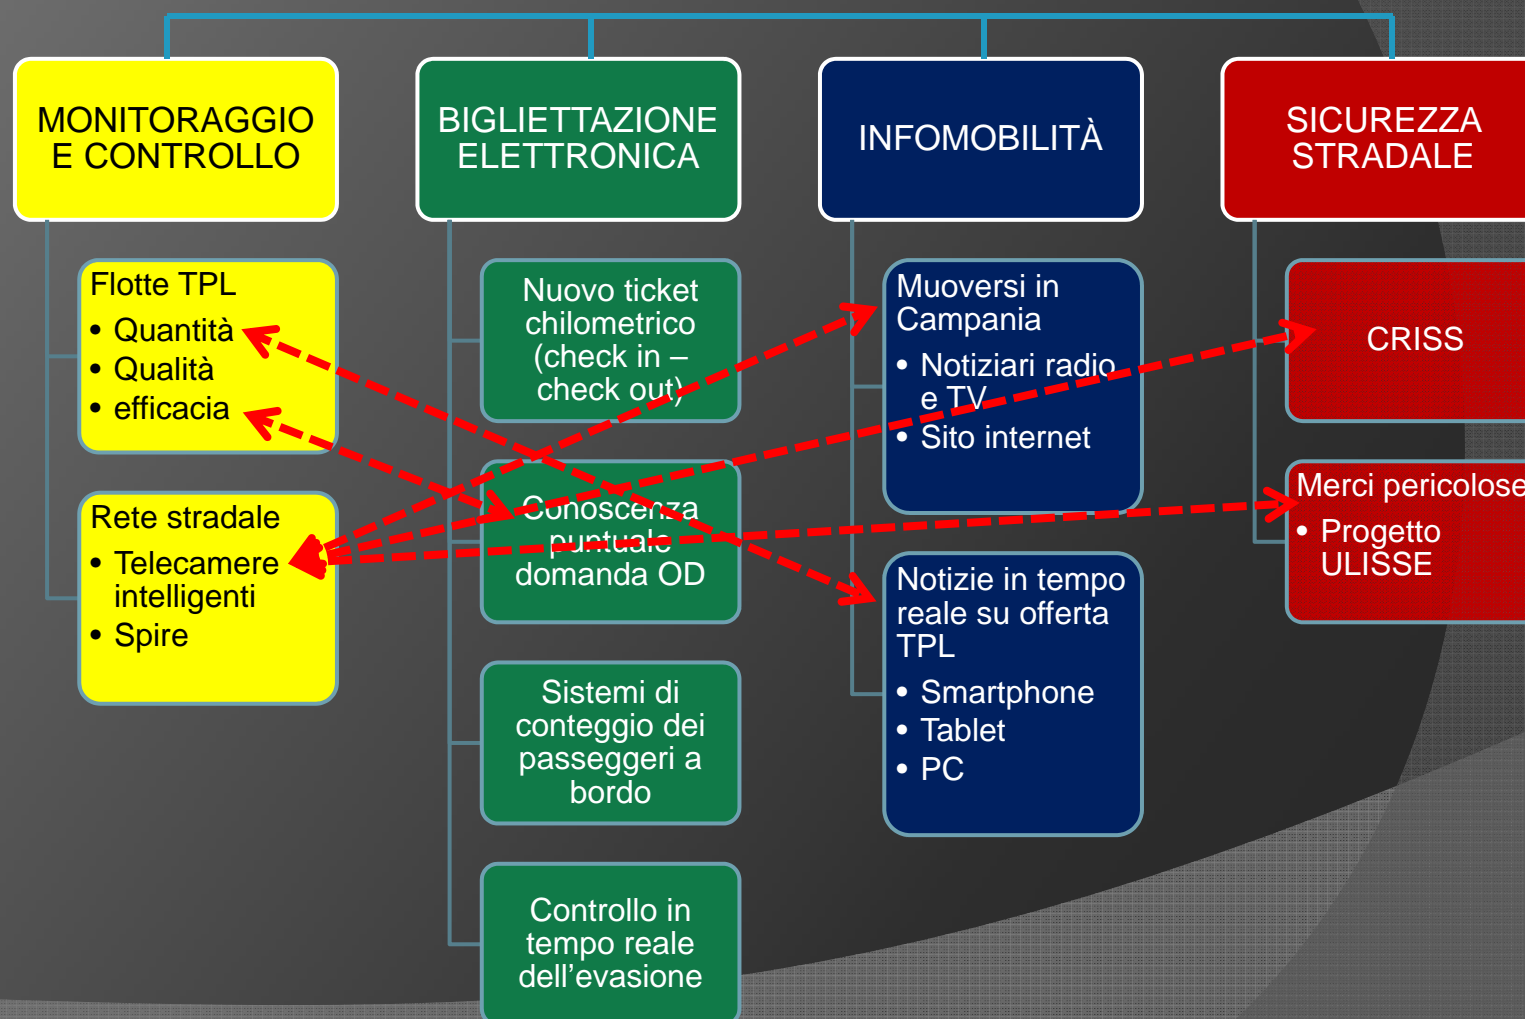 MONITORAGGIO
E CONTROLLO
Flotte TPL
• Quantità
• Qualità
• efficacia
Rete stradale
• Telecamere
intelligenti
• Spire
BIGLIETTAZIONE
ELETTRONICA
Nuovo ticket
chilometrico
(check in –
check out)
Conoscenza
puntuale
domanda OD
Sistemi di
conteggio dei
passeggeri a
bordo
Controllo in
tempo reale
dell’evasione
INFOMOBILITÀ
Muoversi in
Campania
• Notiziari radio
e TV
• Sito internet
Notizie in tempo
reale su offerta
TPL
• Smartphone
• Tablet
• PC
SICUREZZA
STRADALE
CRISS
Merci pericolose
• Progetto
ULISSE